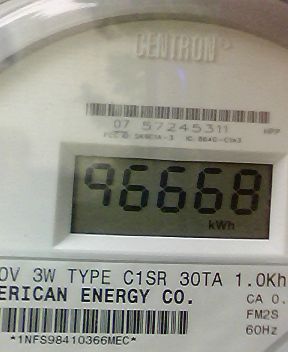 CENTRON
07 57245311
96668
kWh
0V 3W TYPE C1SR 30TA 1.0Kh
ERICAN ENERGY CO. CA 0.
FM2S
60Hz
*1NFS98410366MEC*